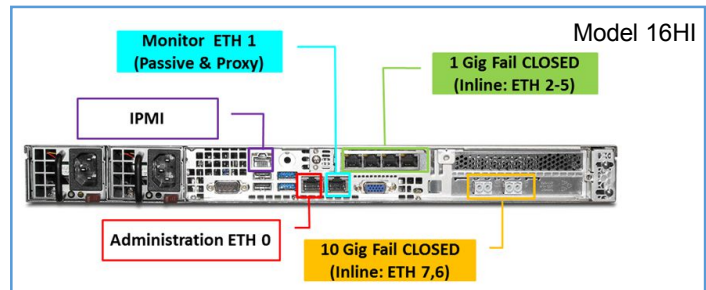 Model 16HI
Monitor ETH 1
(Passive & Proxy)
1 Gig Fail CLOSED
(Inline: ETH 2-5)
IPMI
Administration ETH 0
10 Gig Fail CLOSED
(Inline: ETH 7,6)